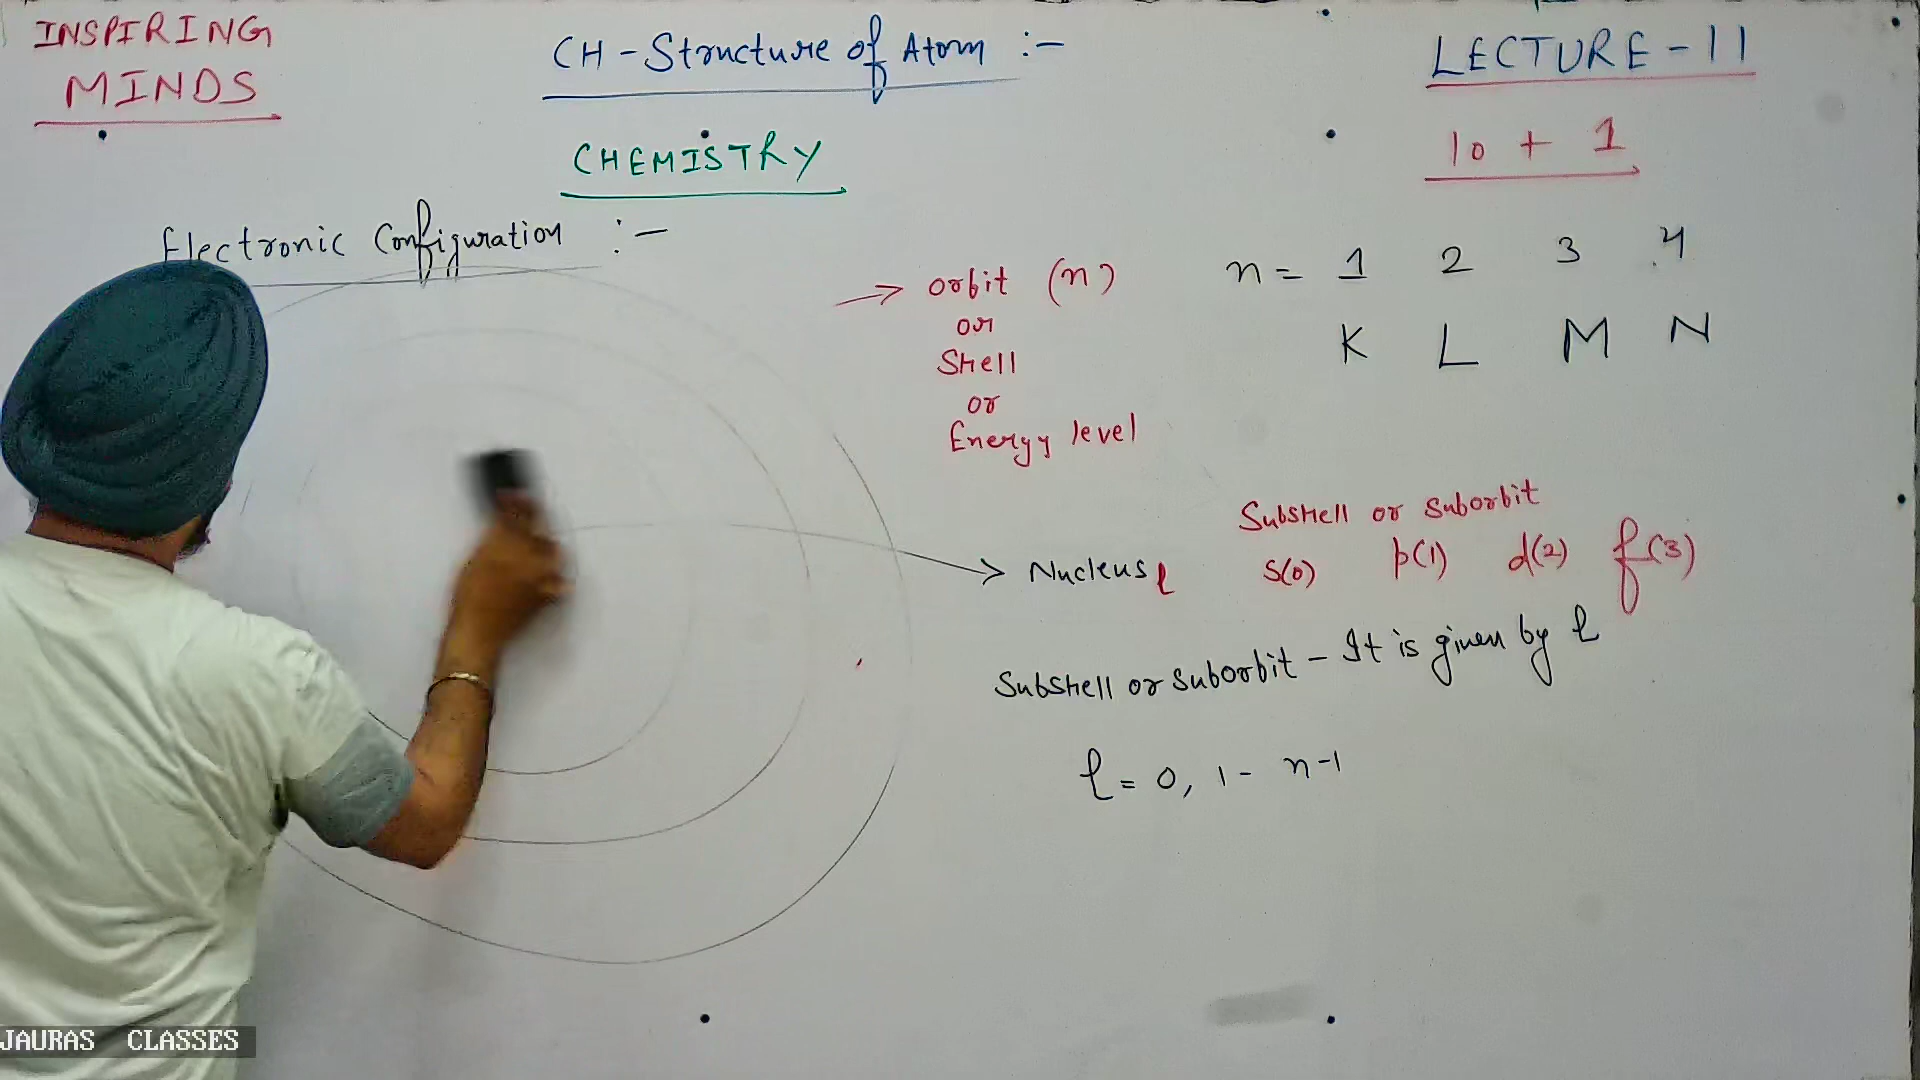 INSPIRING
MINDS
CH - Structure of Atom :-
LECTURE - 11
CHEMISTRY
10 + 1
Electronic Configuration :-
→ Orbit (n)
or
Shell
or
Energy level
n = 1 2 3 4
K L M N
Subshell or suborbit
→ Nucleus
l s(0) p(1) d(2) f(3)
Subshell or suborbit - It is given by l
l = 0, 1 - n-1
JAURAS CLASSES